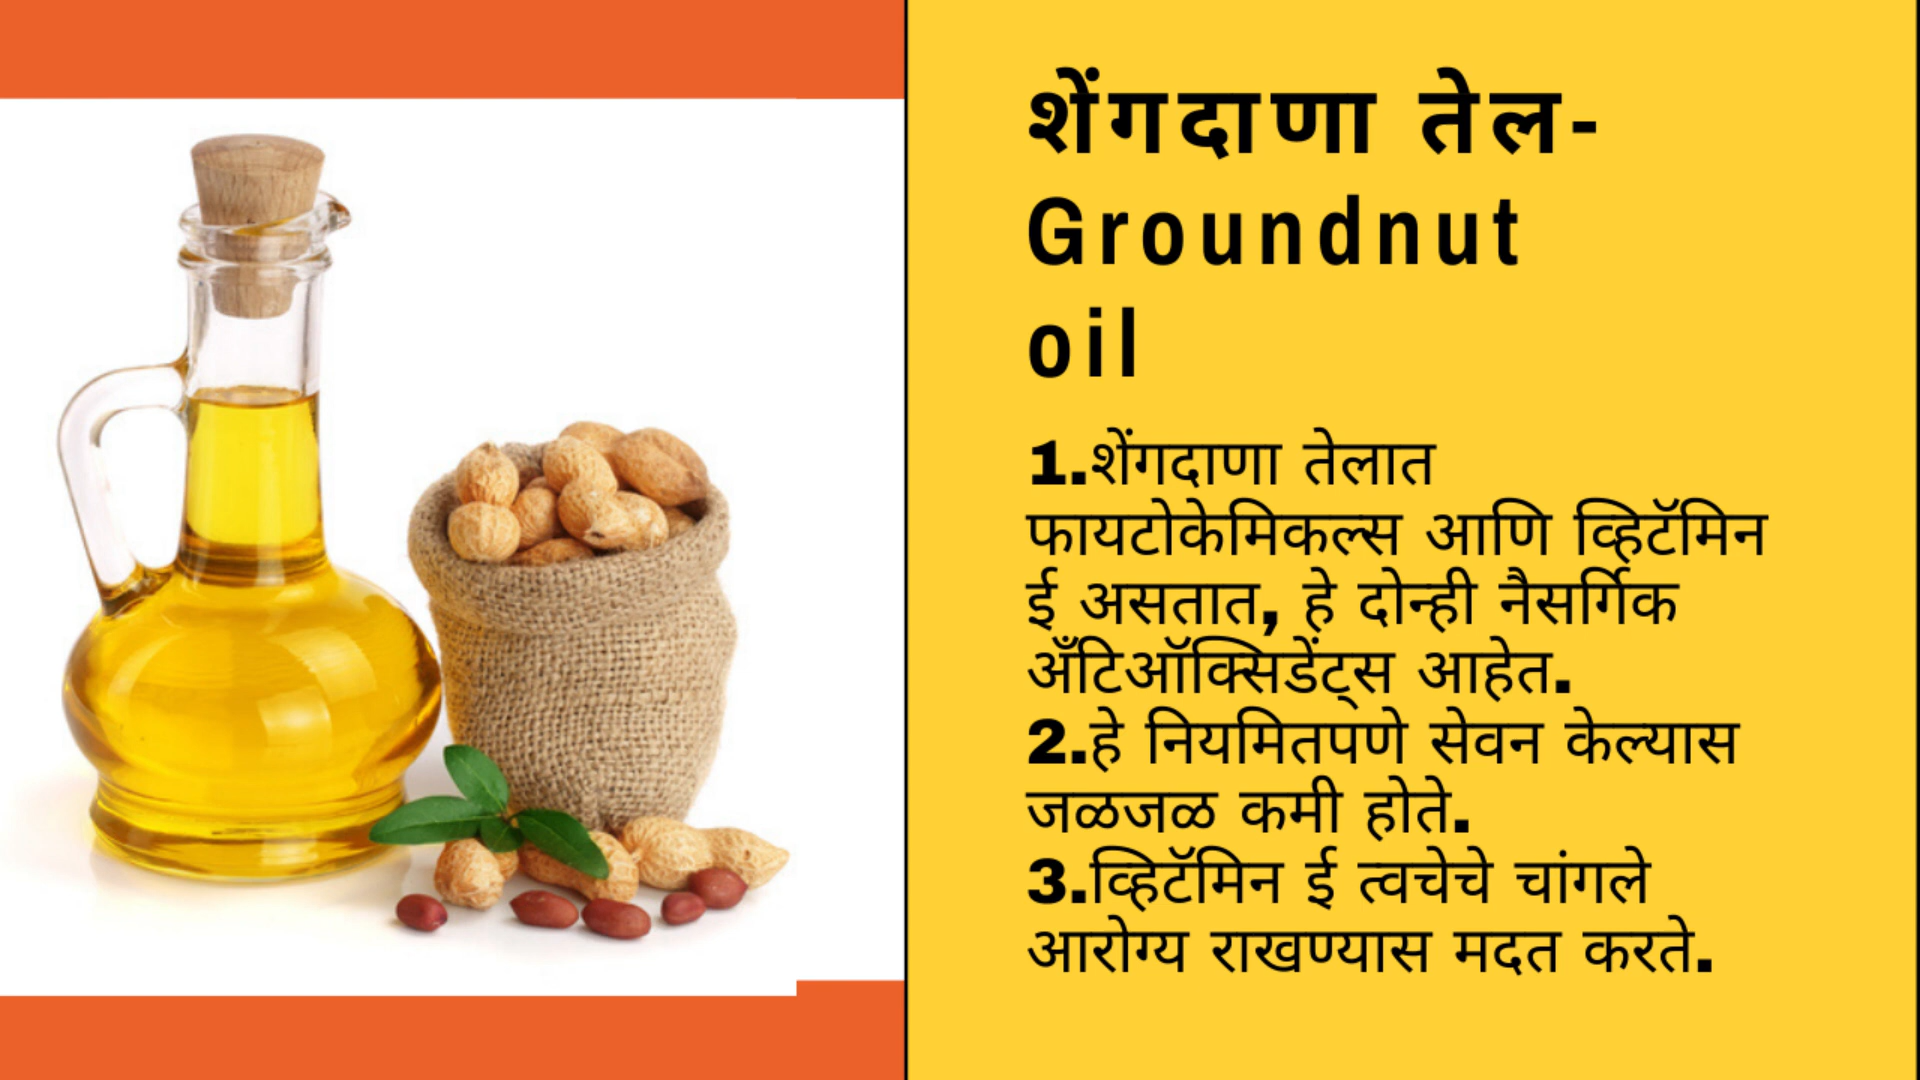 शेंगदाणा तेल-
Groundnut
oil
1.शेंगदाणा तेलात
फायटोकेमिकल्स आणि व्हिटॅमिन
ई असतात, हे दोन्ही नैसर्गिक
अँटिऑक्सिडेंट्स आहेत.
2.हे नियमितपणे सेवन केल्यास
जळजळ कमी होते.
3.व्हिटॅमिन ई त्वचेचे चांगले
आरोग्य राखण्यास मदत करते.